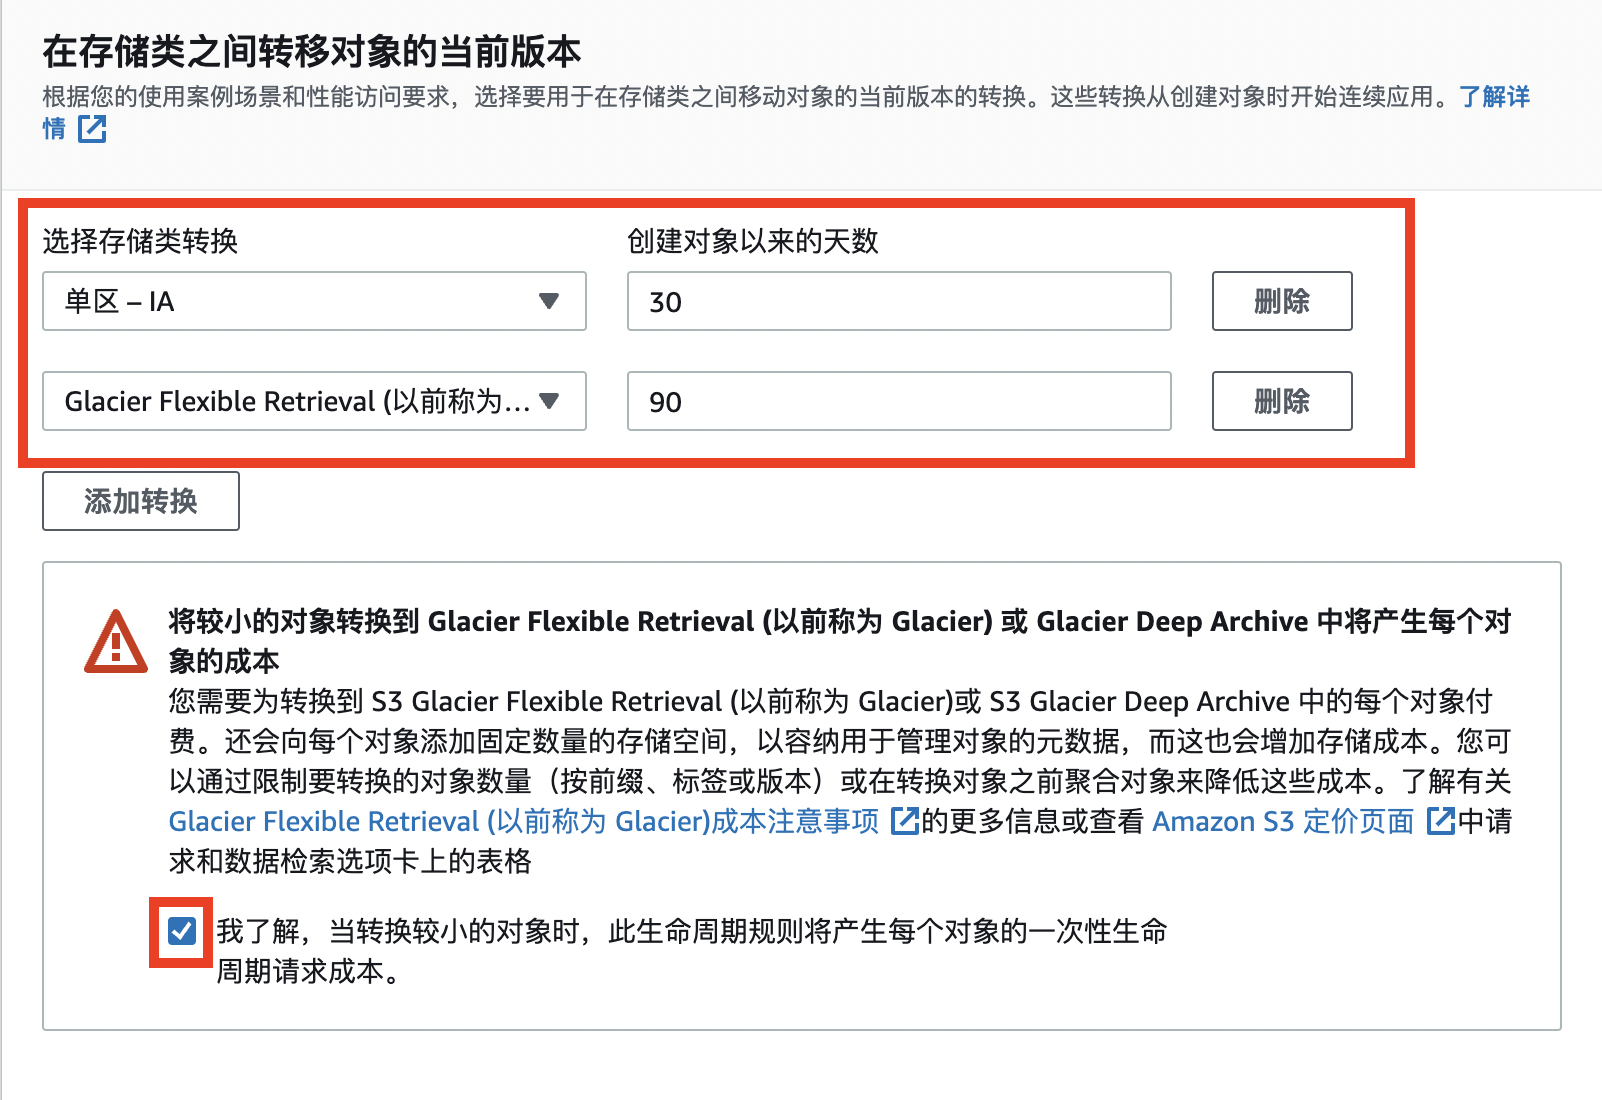 在存储类之间转移对象的当前版本
根据您的使用案例场景和性能访问要求，选择要用于在存储类之间移动对象的当前版本的转换。这些转换从创建对象时开始连续应用。了解详
情
选择存储类转换 创建对象以来的天数
单区 – IA 30 删除
Glacier Flexible Retrieval (以前称为... 90 删除
添加转换
将较小的对象转换到 Glacier Flexible Retrieval (以前称为 Glacier) 或 Glacier Deep Archive 中将产生每个对
象的成本
您需要为转换到 S3 Glacier Flexible Retrieval (以前称为 Glacier)或 S3 Glacier Deep Archive 中的每个对象付
费。还会向每个对象添加固定数量的存储空间，以容纳用于管理对象的元数据，而这也会增加存储成本。您可
以通过限制要转换的对象数量（按前缀、标签或版本）或在转换对象之前聚合对象来降低这些成本。了解有关
Glacier Flexible Retrieval (以前称为 Glacier)成本注意事项 的更多信息或查看 Amazon S3 定价页面 中请
求和数据检索选项卡上的表格
我了解，当转换较小的对象时，此生命周期规则将产生每个对象的一次性生命
周期请求成本。